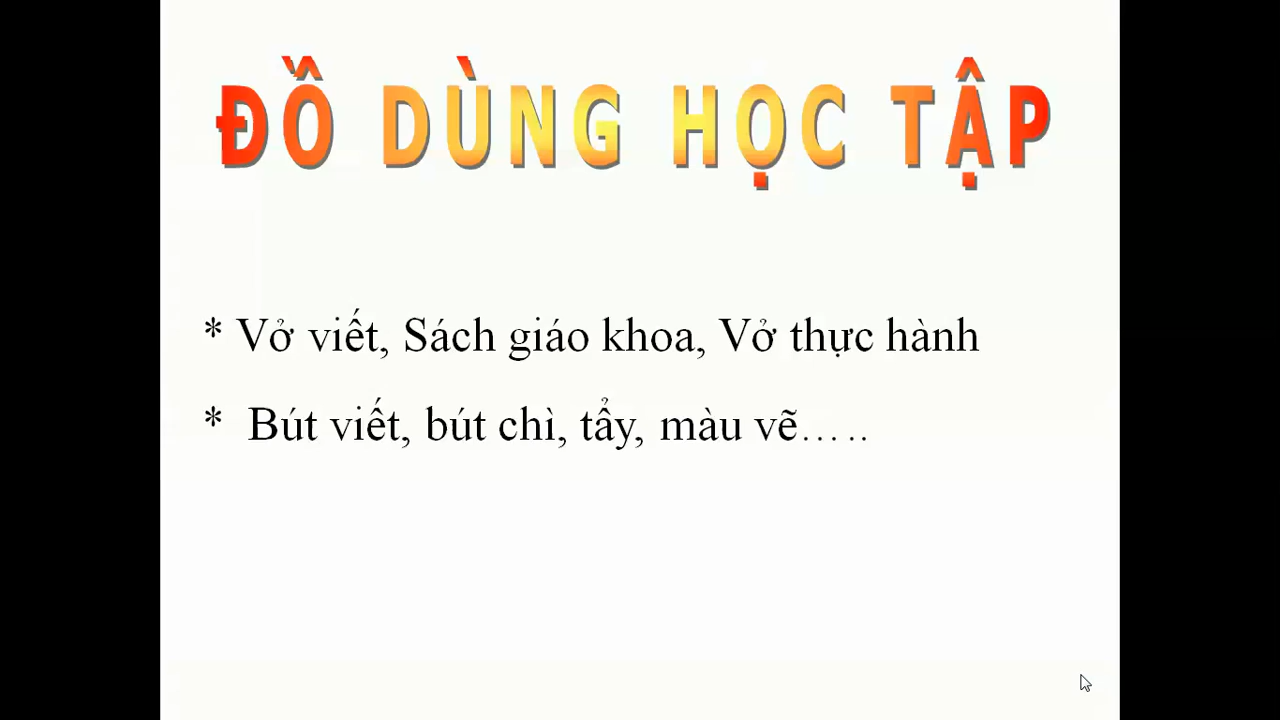 ĐỒ DÙNG HỌC TẬP
* Vở viết, Sách giáo khoa, Vở thực hành
* Bút viết, bút chì, tẩy, màu vẽ…..